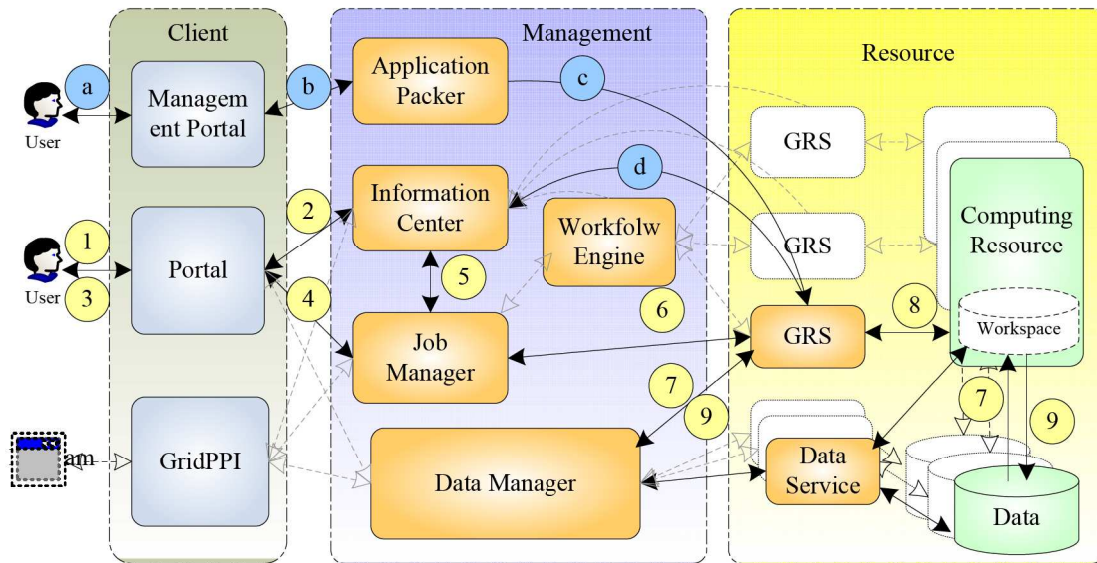 Client
Management
Resource
a
b
c
d
User
Managem
ent Portal
Application
Packer
GRS
Information
Center
Workfolw
Engine
GRS
Computing
Resource
1
2
3
User
Portal
4
5
6
Job
Manager
GRS
8
Workspace
7
9
7
9
am
GridPPI
Data Manager
Data
Service
Data